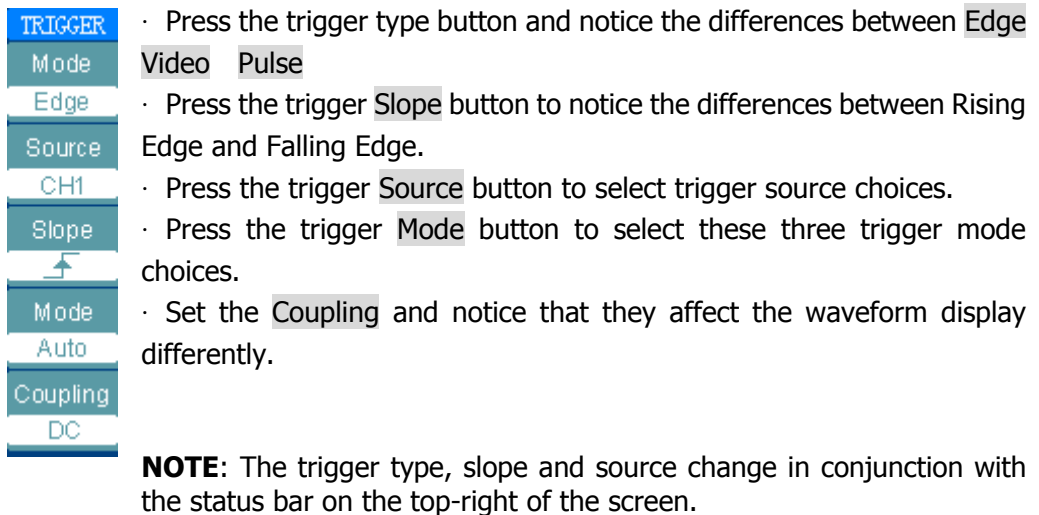 TRIGGER
Mode
Edge
Source
CH1
Slope
Mode
Auto
Coupling
DC
· Press the trigger type button and notice the differences between Edge
Video Pulse
· Press the trigger Slope button to notice the differences between Rising
Edge and Falling Edge.
· Press the trigger Source button to select trigger source choices.
· Press the trigger Mode button to select these three trigger mode
choices.
· Set the Coupling and notice that they affect the waveform display
differently.
NOTE: The trigger type, slope and source change in conjunction with
the status bar on the top-right of the screen.